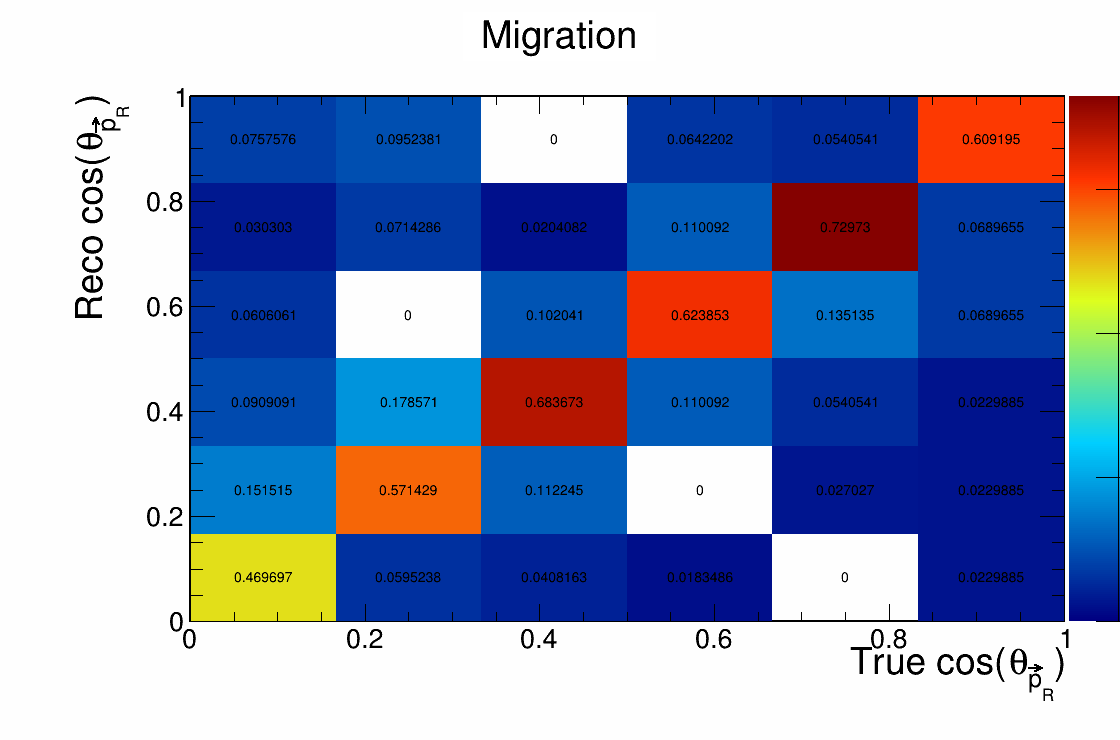 Migration
Reco cos(θ_p⃗_R)
1
0.8
0.6
0.4
0.2
0
0.0757576 0.0952381 0 0.0642202 0.0540541 0.609195
0.030303 0.0714286 0.0204082 0.110092 0.72973 0.0689655
0.0606061 0 0.102041 0.623853 0.135135 0.0689655
0.0909091 0.178571 0.683673 0.110092 0.0540541 0.0229885
0.151515 0.571429 0.112245 0 0.027027 0.0229885
0.469697 0.0595238 0.0408163 0.0183486 0 0.0229885
0 0.2 0.4 0.6 0.8 1
True cos(θ_p⃗_R)